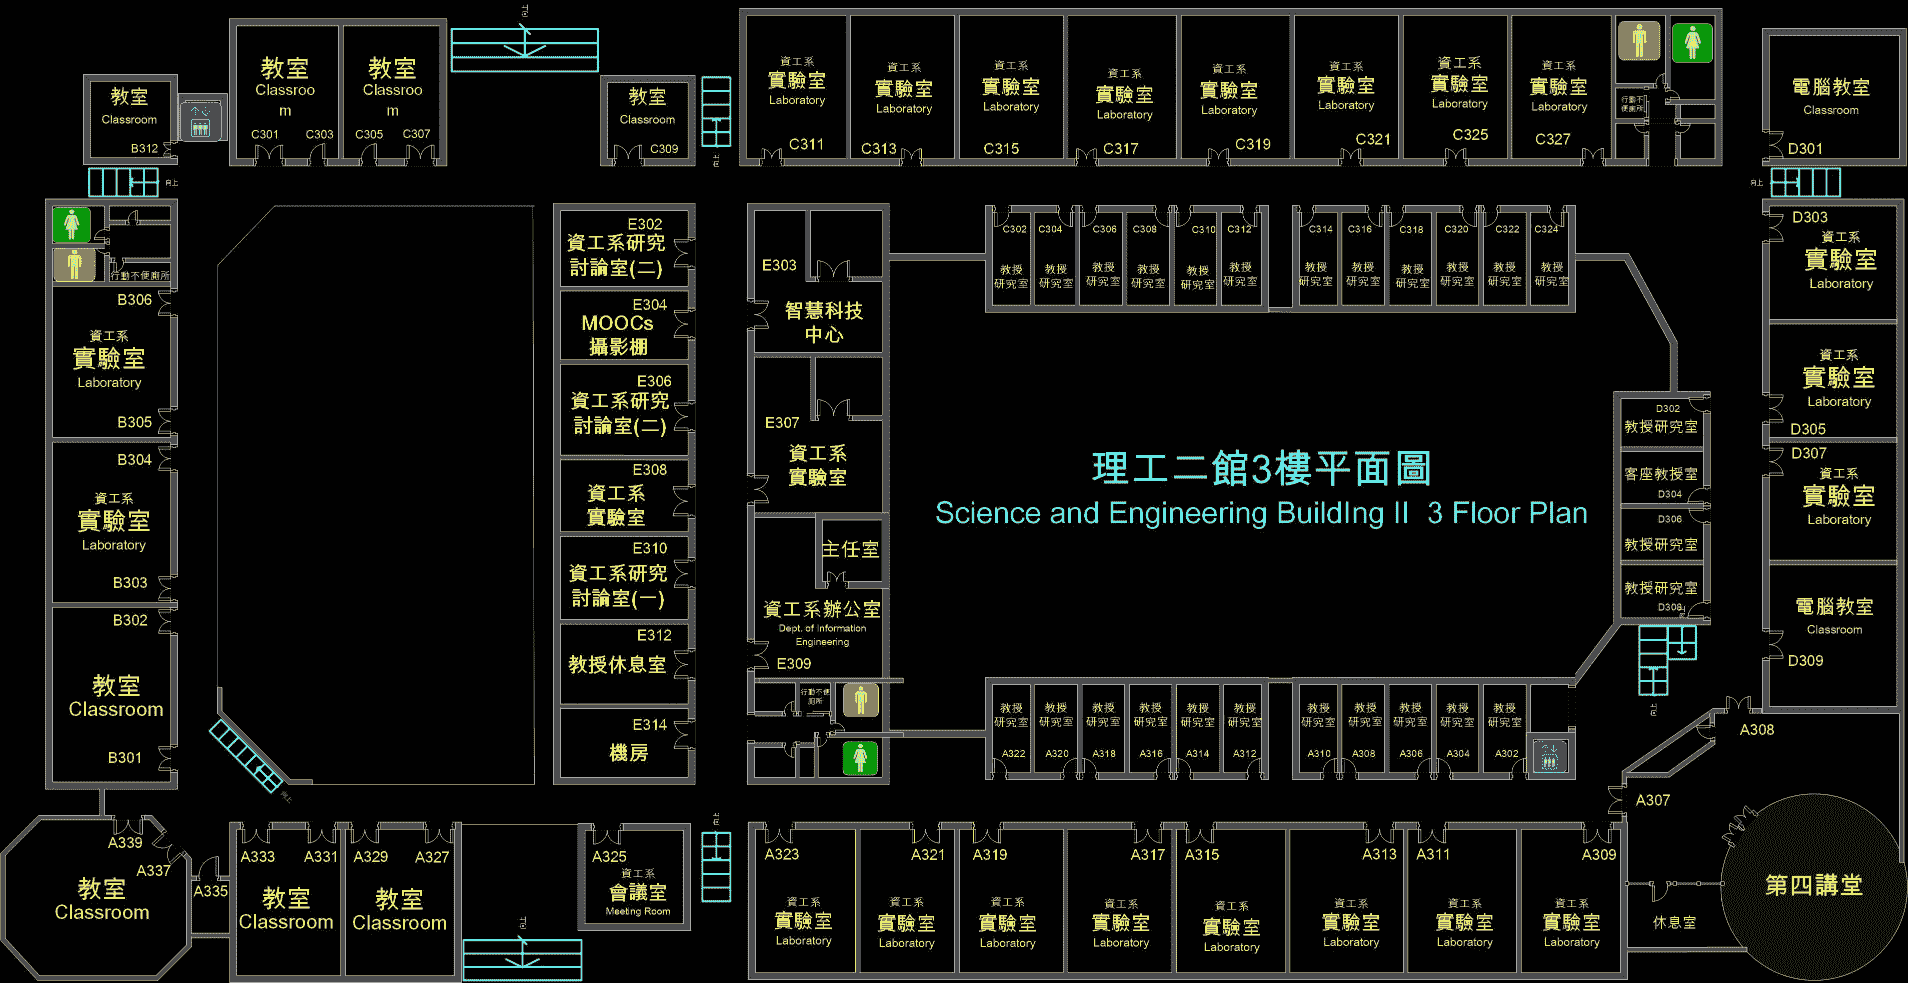 教室
Classroom
B312
教室
Classroo
m
C301
C303
教室
Classroo
m
C305
C307
向下
教室
Classroom
C309
向上
資工系
實驗室
Laboratory
C311
資工系
實驗室
Laboratory
C313
資工系
實驗室
Laboratory
C315
資工系
實驗室
Laboratory
C317
資工系
實驗室
Laboratory
C319
資工系
實驗室
Laboratory
C321
資工系
實驗室
Laboratory
C325
資工系
實驗室
Laboratory
C327
行動不
便廁所
電腦教室
Classroom
D301
向上
向上
行動不便廁所
B306
資工系
實驗室
Laboratory
B305
B304
資工系
實驗室
Laboratory
B303
B302
教室
Classroom
B301
向上
E302
資工系研究
討論室(二)
E304
MOOCs
攝影棚
E306
資工系研究
討論室(二)
E308
資工系
實驗室
E310
資工系研究
討論室(一)
E312
教授休息室
E314
機房
E303
智慧科技
中心
E307
資工系
實驗室
主任室
資工系辦公室
Dept. of Information
Engineering
E309
行動不便
廁所
C302
教授
研究室
C304
教授
研究室
C306
教授
研究室
C308
教授
研究室
C310
教授
研究室
C312
教授
研究室
C314
教授
研究室
C316
教授
研究室
C318
教授
研究室
C320
教授
研究室
C322
教授
研究室
C324
教授
研究室
理工二館3樓平面圖
Science and Engineering BuildIng II 3 Floor Plan
D302
教授研究室
客座教授室
D304
D306
教授研究室
教授研究室
D308
向上
D303
資工系
實驗室
Laboratory
資工系
實驗室
Laboratory
D305
D307
資工系
實驗室
Laboratory
電腦教室
Classroom
D309
教授
研究室
A322
教授
研究室
A320
教授
研究室
A318
教授
研究室
A316
教授
研究室
A314
教授
研究室
A312
教授
研究室
A310
教授
研究室
A308
教授
研究室
A306
教授
研究室
A304
教授
研究室
A302
A308
A307
第四講堂
休息室
A339
A337
教室
Classroom
A335
A333
A331
教室
Classroom
A329
A327
教室
Classroom
向下
A325
資工系
會議室
Meeting Room
向上
A323
資工系
實驗室
Laboratory
A321
資工系
實驗室
Laboratory
A319
資工系
實驗室
Laboratory
A317
資工系
實驗室
Laboratory
A315
資工系
實驗室
Laboratory
A313
資工系
實驗室
Laboratory
A311
資工系
實驗室
Laboratory
A309
資工系
實驗室
Laboratory